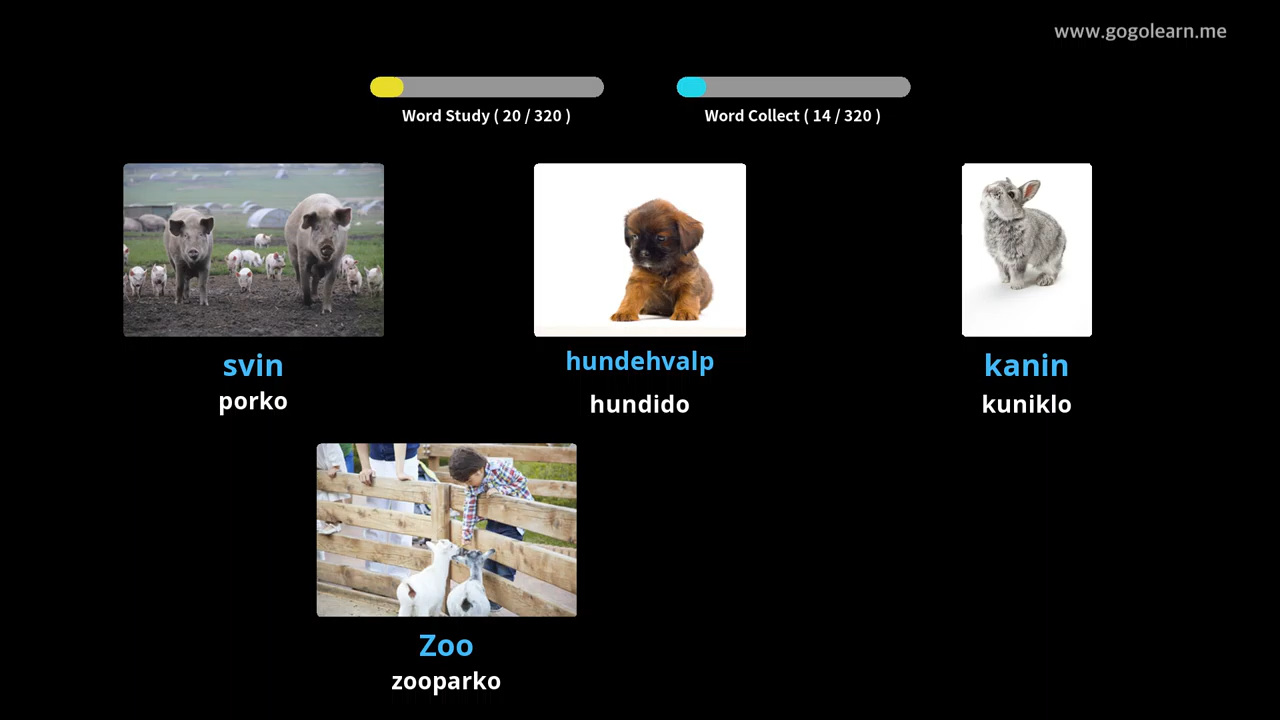 www.gogolearn.me
Word Study ( 20 / 320 )
Word Collect ( 14 / 320 )
svin
porko
hundehvalp
hundido
kanin
kuniklo
Zoo
zooparko